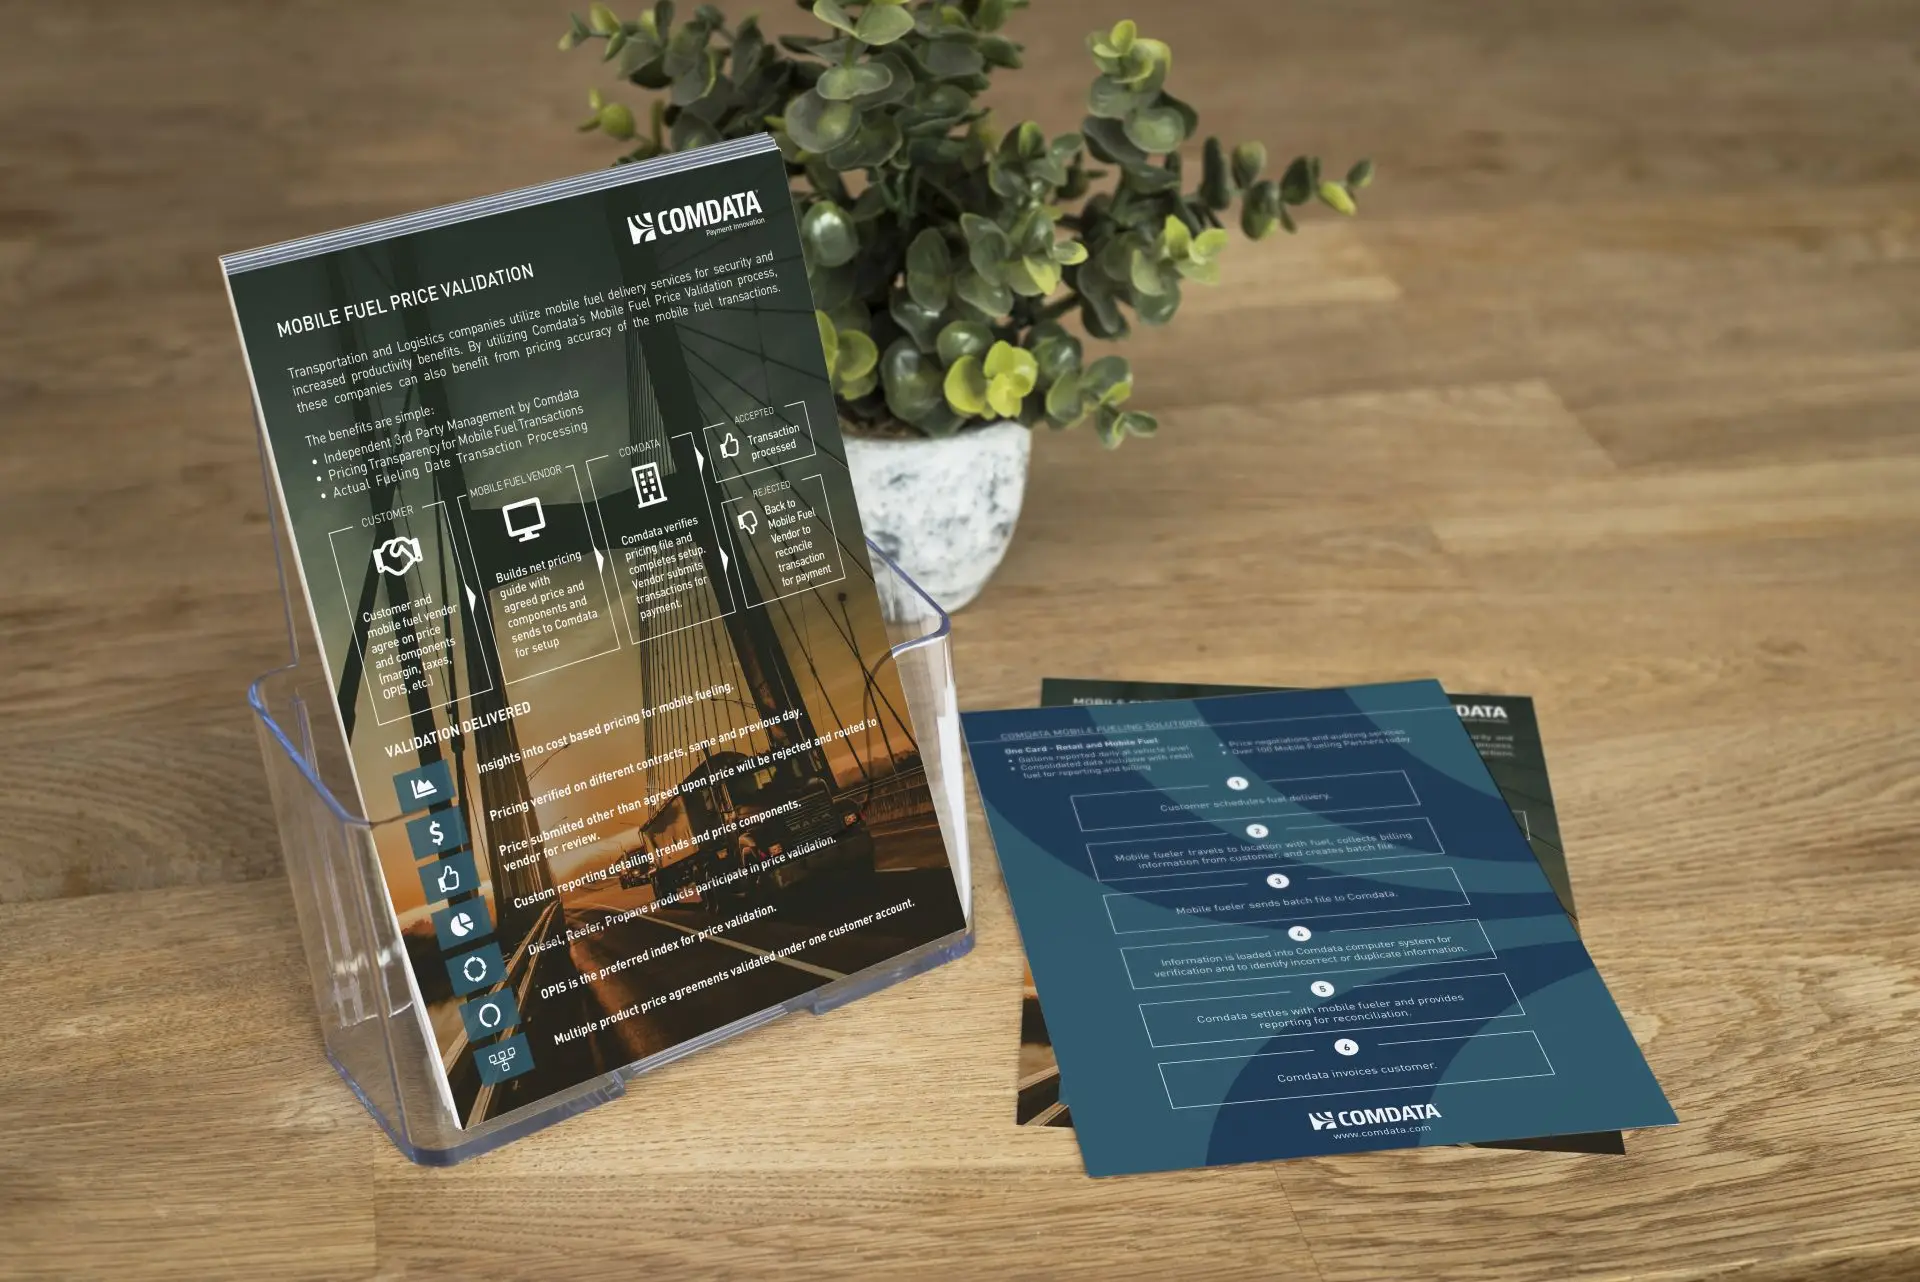 COMDATA
Payment Innovation
MOBILE FUEL PRICE VALIDATION
Transportation and Logistics companies utilize mobile fuel delivery services for security and
increased productivity benefits. By utilizing Comdata's Mobile Fuel Price Validation process,
these companies can also benefit from pricing accuracy of the mobile fuel transactions.
The benefits are simple:
• Independent 3rd Party Management by Comdata
• Pricing Transparency for Mobile Fuel Transactions
• Actual Fueling Date Transaction Processing
CUSTOMER
Customer and
mobile fuel vendor
agree on price
and components
(margin, taxes,
OPIS, etc.)
MOBILE FUEL VENDOR
Builds net pricing
guide with
agreed price and
components and
sends to Comdata
for setup
COMDATA
Comdata verifies
pricing file and
completes setup.
Vendor submits
transactions for
payment.
ACCEPTED
Transaction
processed
REJECTED
Back to
Mobile Fuel
Vendor to
reconcile
transaction
for payment
VALIDATION DELIVERED
Insights into cost based pricing for mobile fueling.
Pricing verified on different contracts, same and previous day.
Price submitted other than agreed upon price will be rejected and routed to
vendor for review.
Custom reporting detailing trends and price components.
Diesel, Reefer, Propane products participate in price validation.
OPIS is the preferred index for price validation.
Multiple product price agreements validated under one customer account.
MACK
MOBILE
DATA
COMDATA MOBILE FUELING SOLUTIONS
One Card - Retail and Mobile Fuel
• Gallons reported daily at vehicle level
• Consolidated data inclusive with retail
fuel for reporting and billing
• Price negotiations and auditing services
• Over 100 Mobile Fueling Partners today
1
Customer schedules fuel delivery.
2
Mobile fueler travels to location with fuel, collects billing
information from customer, and creates batch file.
3
Mobile fueler sends batch file to Comdata.
4
Information is loaded into Comdata computer system for
verification and to identify incorrect or duplicate information.
5
Comdata settles with mobile fueler and provides
reporting for reconciliation.
6
Comdata invoices customer.
COMDATA
www.comdata.com